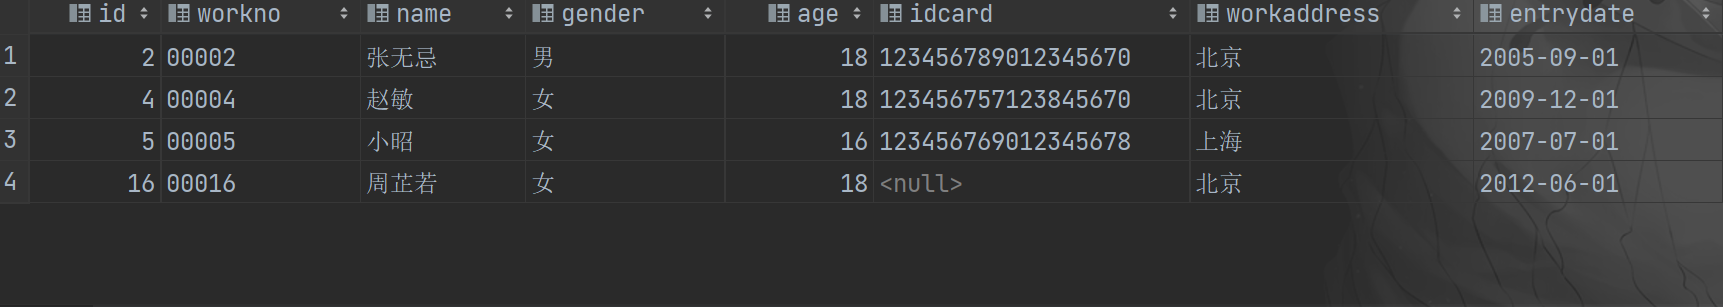 id workno name gender age idcard workaddress entrydate
1 2 00002 张无忌 男 18 123456789012345670 北京 2005-09-01
2 4 00004 赵敏 女 18 123456757123845670 北京 2009-12-01
3 5 00005 小昭 女 16 123456769012345678 上海 2007-07-01
4 16 00016 周芷若 女 18 <null> 北京 2012-06-01